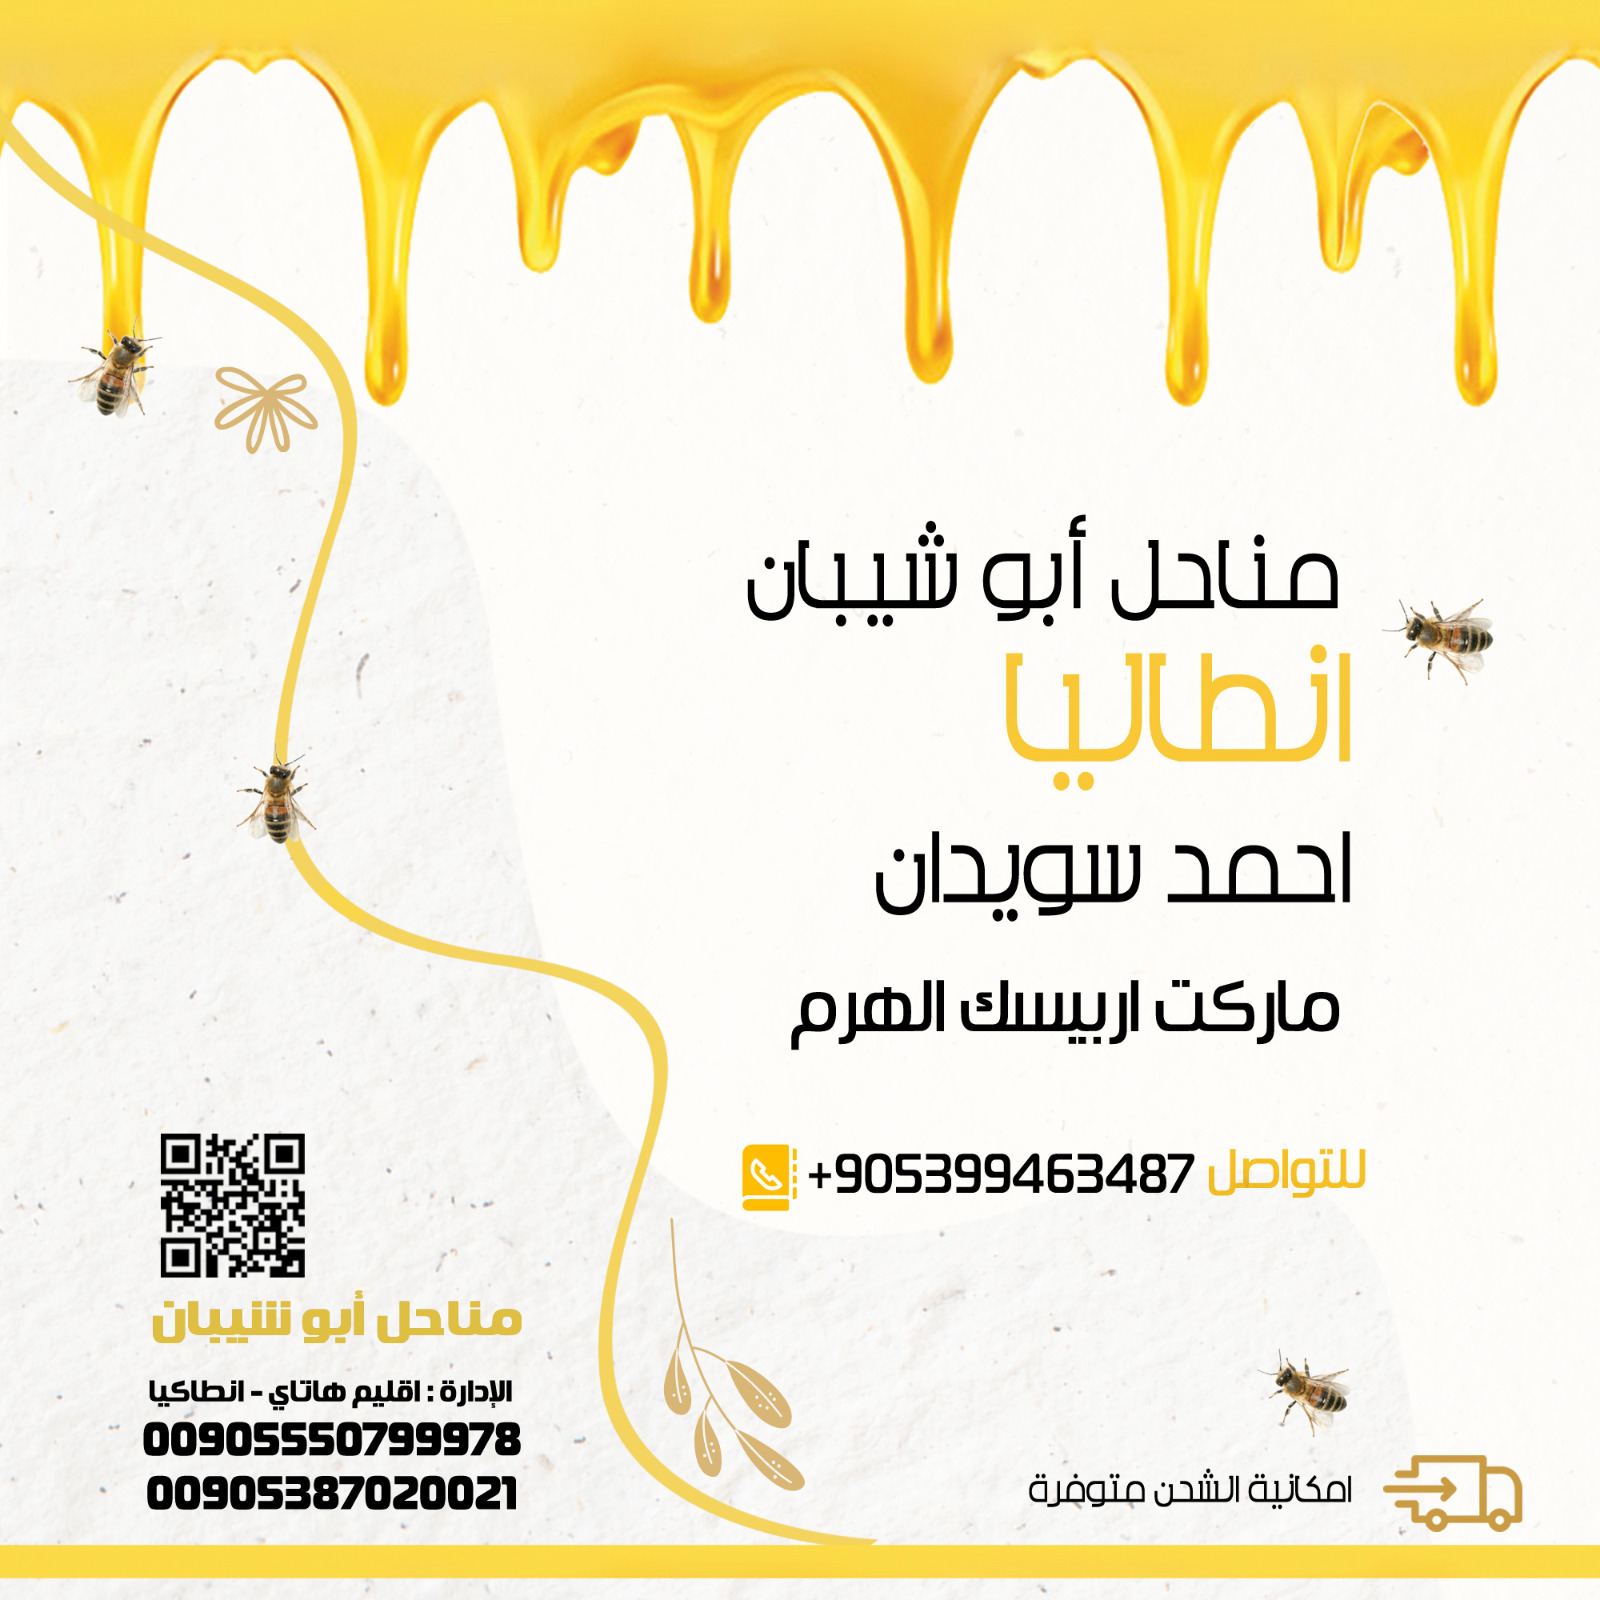 مناحل أبو شيبان
انطاليا
احمد سويدان
ماركت اربيسك الهرم
للتواصل +905399463487
مناحل أبو شيبان
الإدارة : اقليم هاتاي - انطاكيا
00905550799978
00905387020021
امكانية الشحن متوفرة